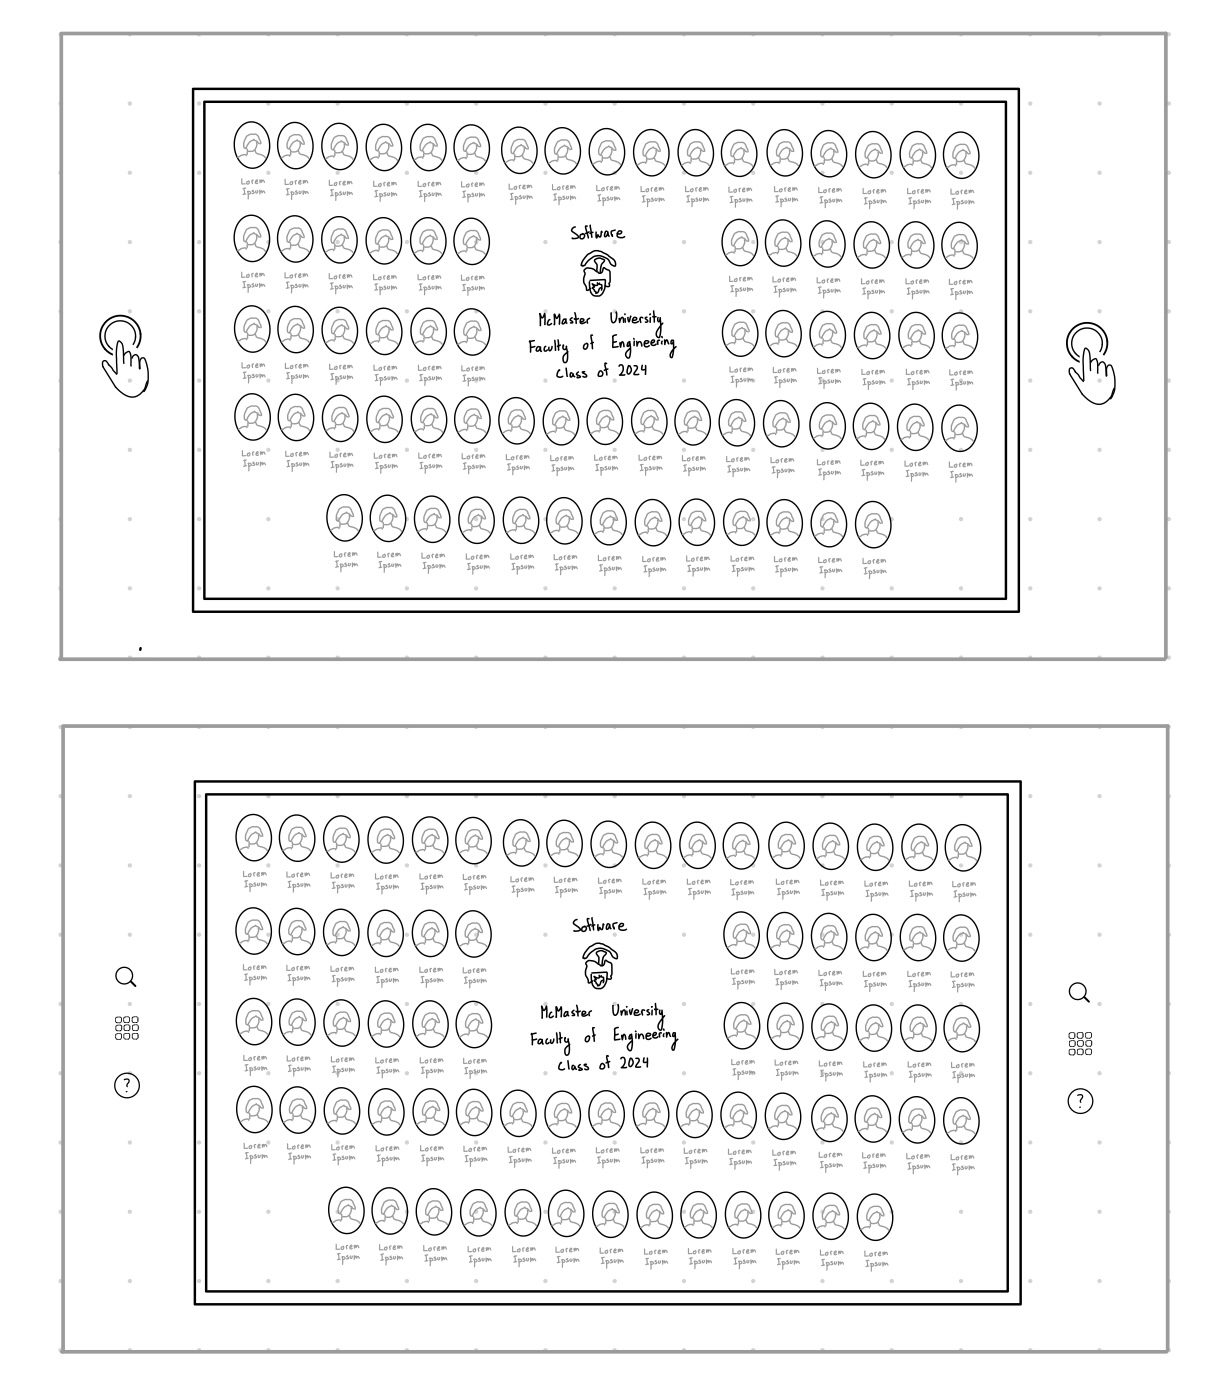 Lorem Lorem Lorem Lorem Lorem Lorem Lorem Lorem Lorem Lorem Lorem Lorem Lorem Lorem Lorem Lorem Lorem
Ipsum Ipsum Ipsum Ipsum Ipsum Ipsum Ipsum Ipsum Ipsum Ipsum Ipsum Ipsum Ipsum Ipsum Ipsum Ipsum Ipsum
Software
Lorem Lorem Lorem Lorem Lorem Lorem Lorem Lorem Lorem Lorem Lorem Lorem
Ipsum Ipsum Ipsum Ipsum Ipsum Ipsum Ipsum Ipsum Ipsum Ipsum Ipsum Ipsum
McMaster University
Faculty of Engineering
Class of 2024
Lorem Lorem Lorem Lorem Lorem Lorem Lorem Lorem Lorem Lorem Lorem Lorem
Ipsum Ipsum Ipsum Ipsum Ipsum Ipsum Ipsum Ipsum Ipsum Ipsum Ipsum Ipsum
Lorem Lorem Lorem Lorem Lorem Lorem Lorem Lorem Lorem Lorem Lorem Lorem Lorem Lorem Lorem Lorem Lorem
Ipsum Ipsum Ipsum Ipsum Ipsum Ipsum Ipsum Ipsum Ipsum Ipsum Ipsum Ipsum Ipsum Ipsum Ipsum Ipsum Ipsum
Lorem Lorem Lorem Lorem Lorem Lorem Lorem Lorem Lorem Lorem Lorem Lorem Lorem
Ipsum Ipsum Ipsum Ipsum Ipsum Ipsum Ipsum Ipsum Ipsum Ipsum Ipsum Ipsum Ipsum
Lorem Lorem Lorem Lorem Lorem Lorem Lorem Lorem Lorem Lorem Lorem Lorem Lorem Lorem Lorem Lorem Lorem
Ipsum Ipsum Ipsum Ipsum Ipsum Ipsum Ipsum Ipsum Ipsum Ipsum Ipsum Ipsum Ipsum Ipsum Ipsum Ipsum Ipsum
Software
Lorem Lorem Lorem Lorem Lorem Lorem Lorem Lorem Lorem Lorem Lorem Lorem
Ipsum Ipsum Ipsum Ipsum Ipsum Ipsum Ipsum Ipsum Ipsum Ipsum Ipsum Ipsum
McMaster University
Faculty of Engineering
Class of 2024
Lorem Lorem Lorem Lorem Lorem Lorem Lorem Lorem Lorem Lorem Lorem Lorem
Ipsum Ipsum Ipsum Ipsum Ipsum Ipsum Ipsum Ipsum Ipsum Ipsum Ipsum Ipsum
?
?
Lorem Lorem Lorem Lorem Lorem Lorem Lorem Lorem Lorem Lorem Lorem Lorem Lorem Lorem Lorem Lorem Lorem
Ipsum Ipsum Ipsum Ipsum Ipsum Ipsum Ipsum Ipsum Ipsum Ipsum Ipsum Ipsum Ipsum Ipsum Ipsum Ipsum Ipsum
Lorem Lorem Lorem Lorem Lorem Lorem Lorem Lorem Lorem Lorem Lorem Lorem Lorem
Ipsum Ipsum Ipsum Ipsum Ipsum Ipsum Ipsum Ipsum Ipsum Ipsum Ipsum Ipsum Ipsum